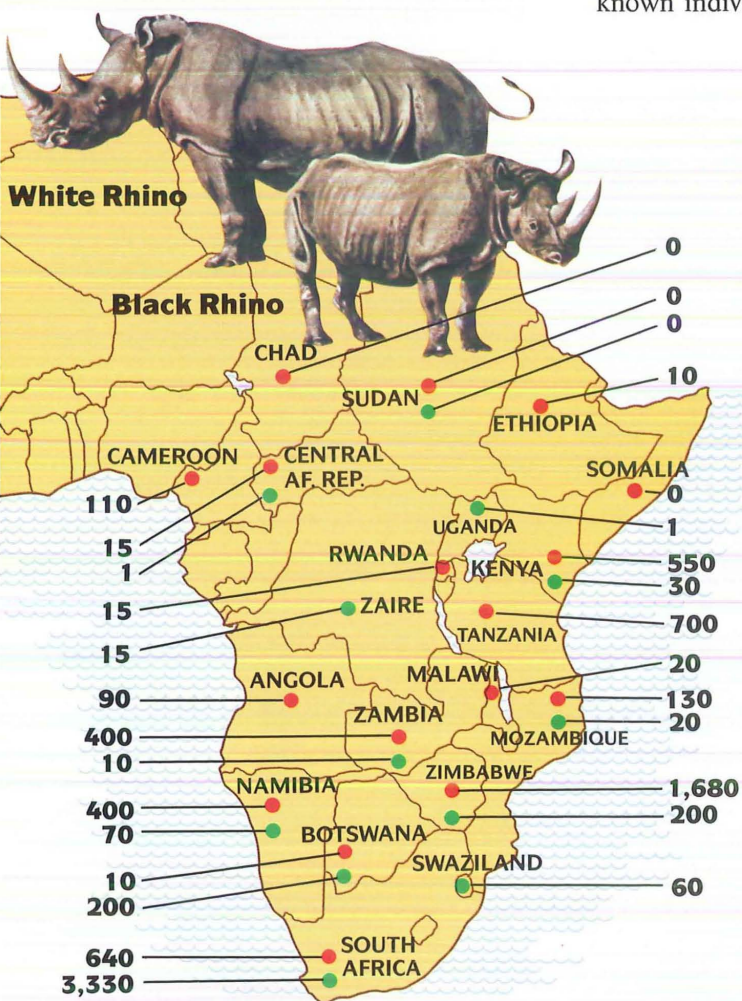 known indiv
White Rhino
Black Rhino
0
0
0
CHAD
10
SUDAN
ETHIOPIA
CAMEROON
CENTRAL
AF. REP.
SOMALIA
0
110
UGANDA
1
15
1
RWANDA
KENYA
550
30
15
ZAIRE
700
TANZANIA
15
MALAWI
20
ANGOLA
90
130
ZAMBIA
20
400
MOZAMBIQUE
10
ZIMBABWE
NAMIBIA
1,680
400
200
70
BOTSWANA
SWAZILAND
10
60
200
640
SOUTH
AFRICA
3,330